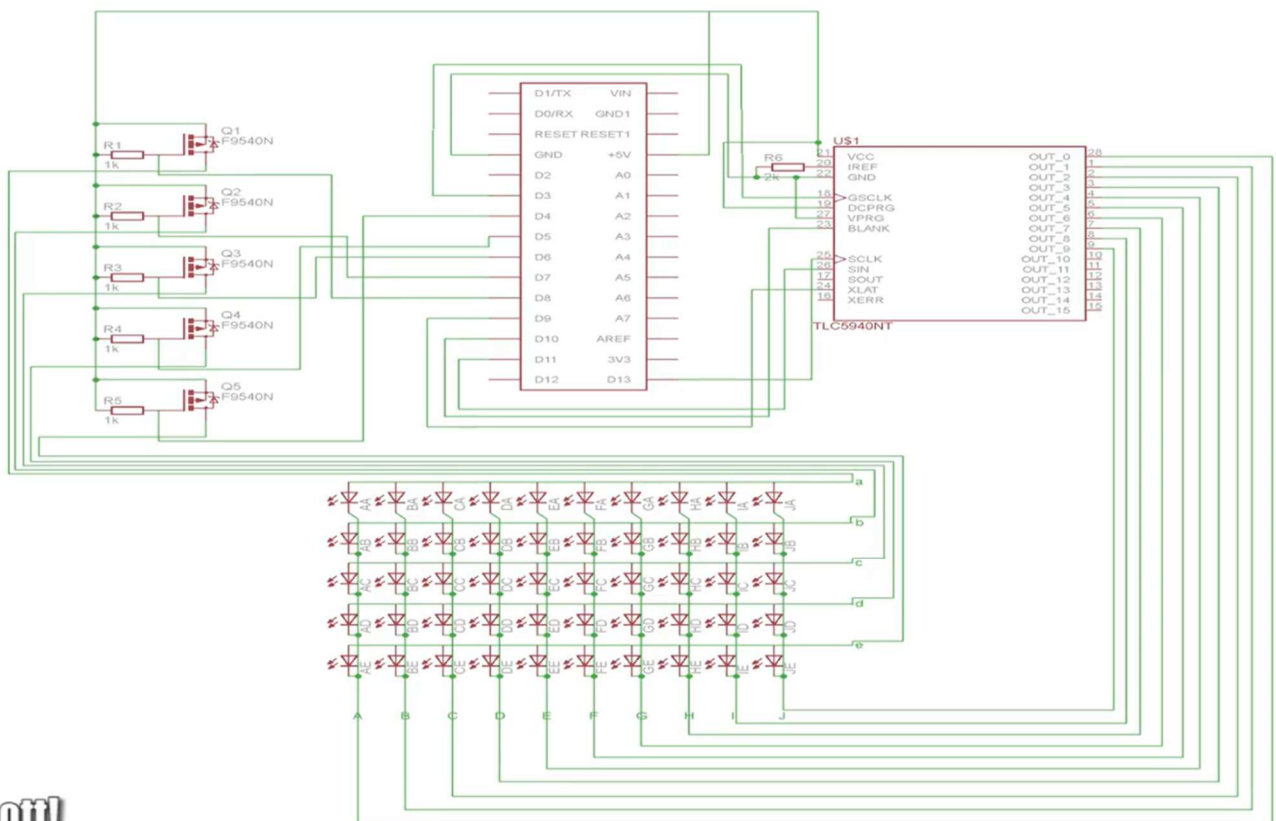 Q1
F9540N
R1
1k
Q2
F9540N
R2
1k
Q3
F9540N
R3
1k
Q4
F9540N
R4
1k
Q5
F9540N
R5
1k
D1/TX VIN
D0/RX GND1
RESET RESET1
GND +5V
D2 A0
D3 A1
D4 A2
D5 A3
D6 A4
D7 A5
D8 A6
D9 A7
D10 AREF
D11 3V3
D12 D13
U$1
R6
2k
21 VCC OUT_0 28
20 IREF OUT_1 1
22 GND OUT_2 2
OUT_3 3
18 GSCLK OUT_4 4
19 DCPRG OUT_5 5
27 VPRG OUT_6 6
23 BLANK OUT_7 7
OUT_8 8
OUT_9 9
25 SCLK OUT_10 10
26 SIN OUT_11 11
17 SOUT OUT_12 12
24 XLAT OUT_13 13
16 XERR OUT_14 14
OUT_15 15
TLC5940NT
a
AA BA CA DA EA FA GA HA IA JA
b
AB BB CB DB EB FB GB HB IB JB
c
AC BC CC DC EC FC GC HC IC JC
d
AD BD CD DD ED FD GD HD ID JD
e
AE BE CE DE EE FE GE HE IE JE
A B C D E F G H I J